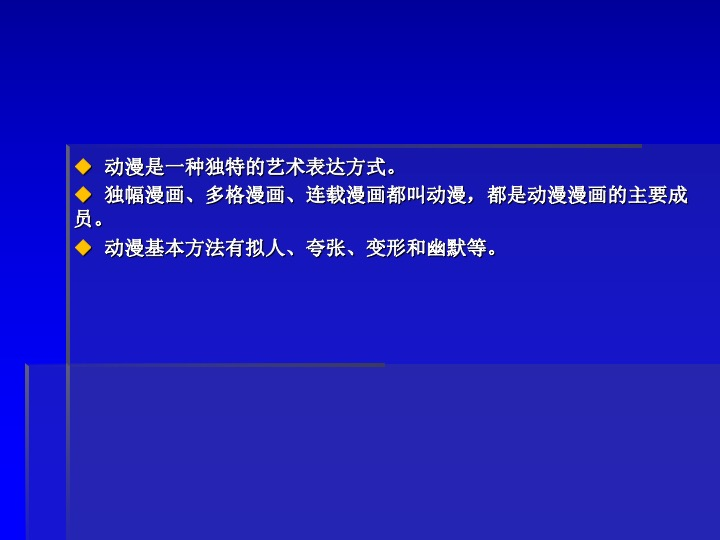 动漫是一种独特的艺术表达方式。
独幅漫画、多格漫画、连载漫画都叫动漫，都是动漫漫画的主要成
员。
动漫基本方法有拟人、夸张、变形和幽默等。